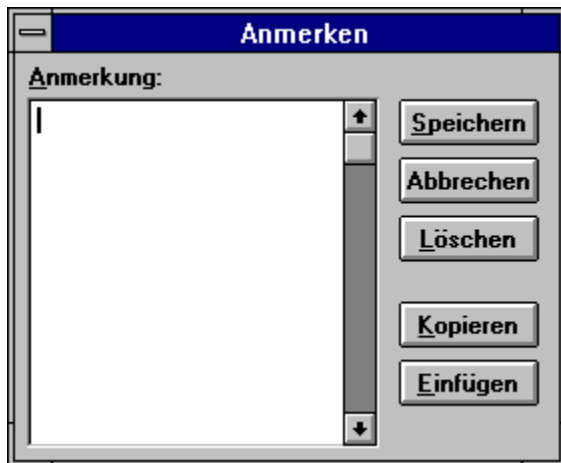 Anmerken
Anmerkung:
Speichern
Abbrechen
Löschen
Kopieren
Einfügen